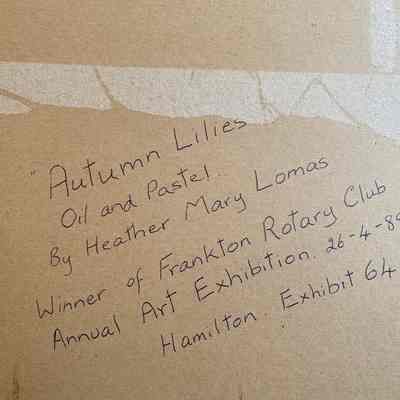 "Autumn Lilies
Oil and Pastel.
By Heather Mary Lomas
Winner of Frankton Rotary Club
Annual Art Exhibition. 26-4-89
Hamilton. Exhibit 64